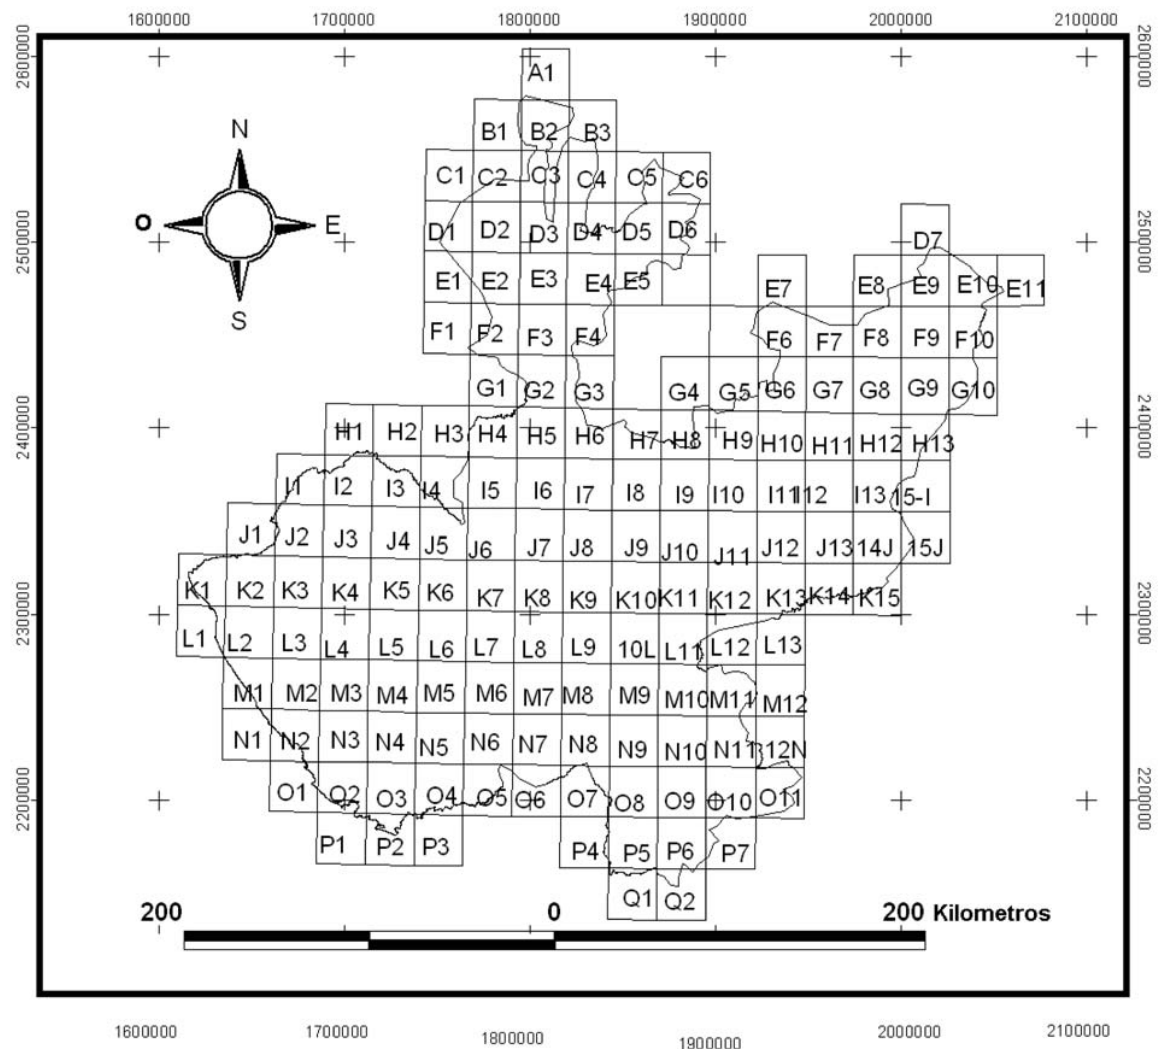 1600000 1700000 1800000 1900000 2000000 2100000
2600000 2600000
A1
B1 B2 B3
N
C1 C2 C3 C4 C5 C6
O E
D1 D2 D3 D4 D5 D6 D7
2500000 2500000
E1 E2 E3 E4 E5 E7 E8 E9 E10 E11
S
F1 F2 F3 F4 F6 F7 F8 F9 F10
G1 G2 G3 G4 G5 G6 G7 G8 G9 G10
2400000 2400000
H1 H2 H3 H4 H5 H6 H7 H8 H9 H10 H11 H12 H13
I1 I2 I3 I4 I5 I6 I7 I8 I9 I10 I11 I12 I13 15-I
J1 J2 J3 J4 J5 J6 J7 J8 J9 J10 J11 J12 J13 14J 15J
K1 K2 K3 K4 K5 K6 K7 K8 K9 K10 K11 K12 K13 K14 K15
2300000 2300000
L1 L2 L3 L4 L5 L6 L7 L8 L9 10L L11 L12 L13
M1 M2 M3 M4 M5 M6 M7 M8 M9 M10 M11 M12
N1 N2 N3 N4 N5 N6 N7 N8 N9 N10 N11 12N
2200000 2200000
O1 O2 O3 O4 O5 O6 O7 O8 O9 O10 O11
P1 P2 P3 P4 P5 P6 P7
Q1 Q2
200 0 200 Kilometros
1600000 1700000 1800000 1900000 2000000 2100000